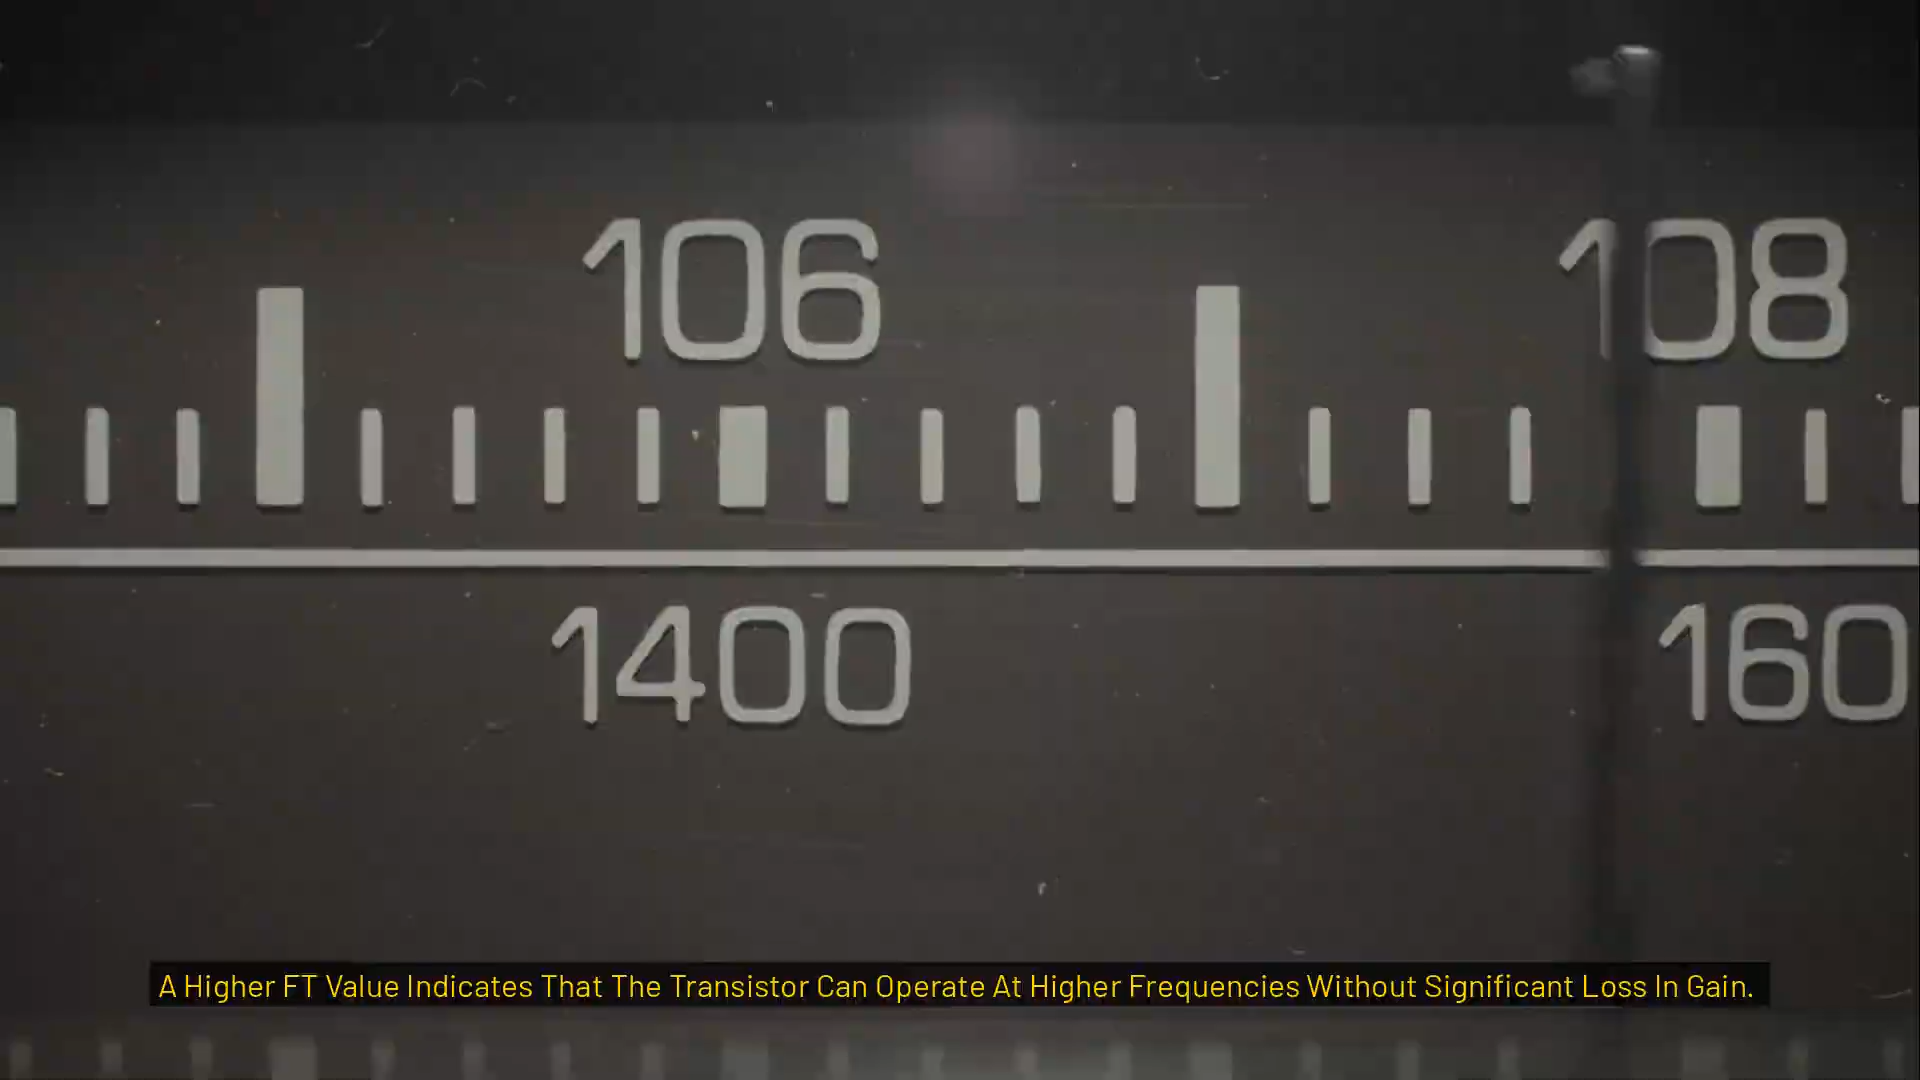 106 108
1400 160
A Higher FT Value Indicates That The Transistor Can Operate At Higher Frequencies Without Significant Loss In Gain.